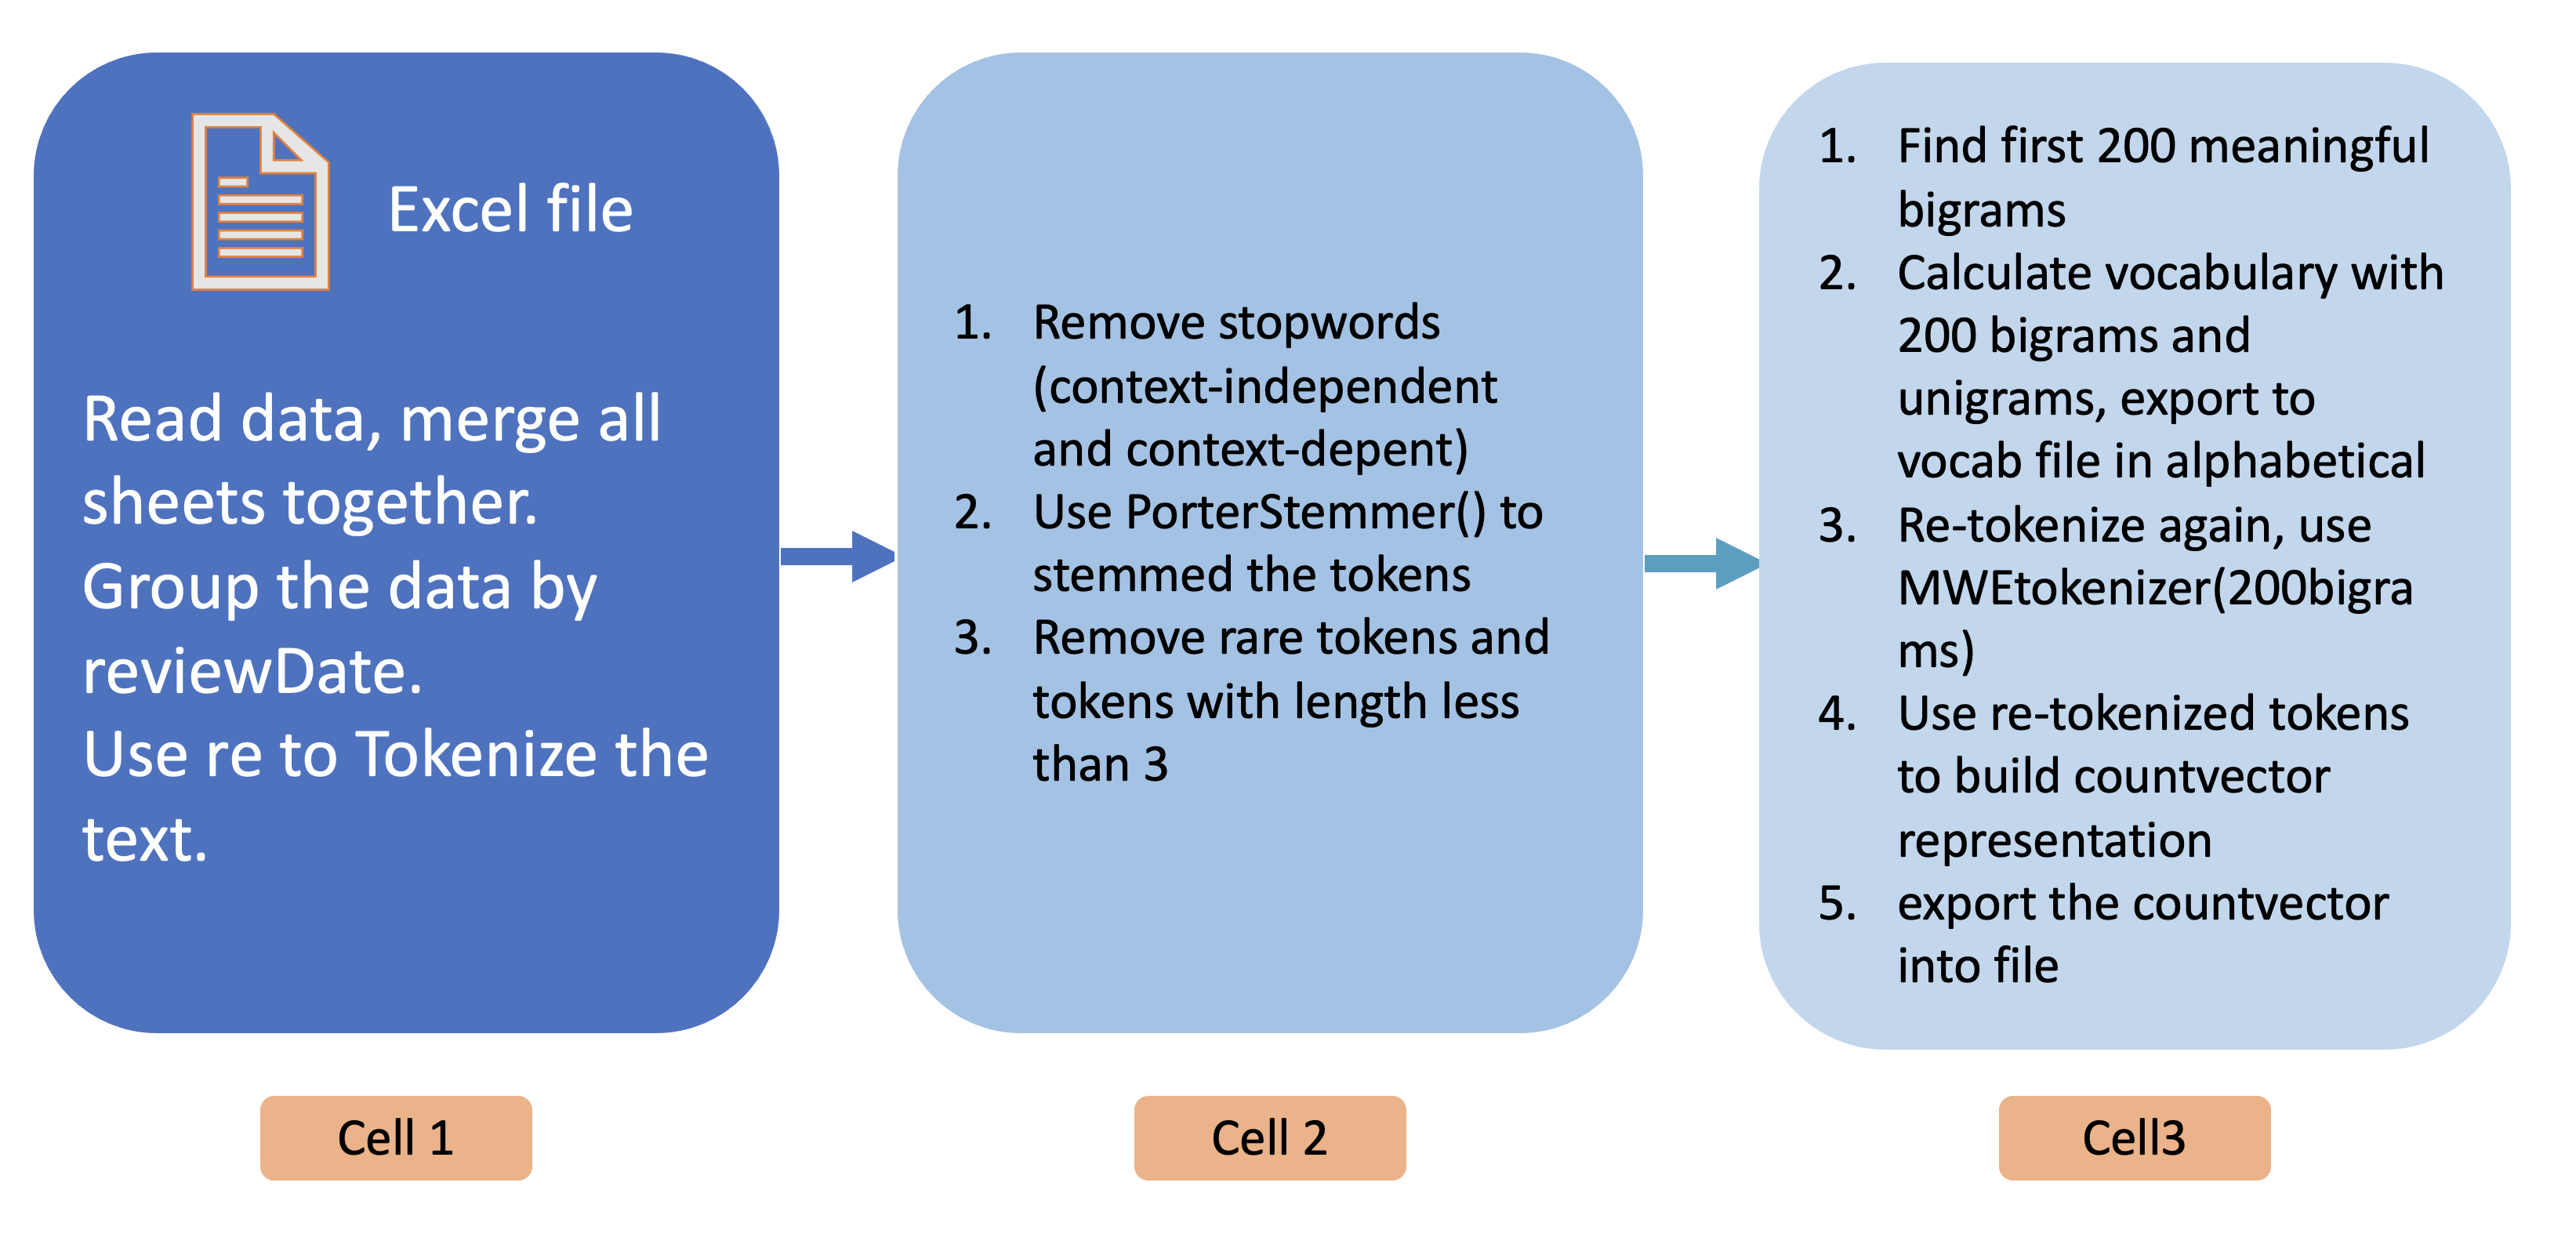 Excel file
Read data, merge all
sheets together.
Group the data by
reviewDate.
Use re to Tokenize the
text.
1. Remove stopwords
(context-independent
and context-depent)
2. Use PorterStemmer() to
stemmed the tokens
3. Remove rare tokens and
tokens with length less
than 3
1. Find first 200 meaningful
bigrams
2. Calculate vocabulary with
200 bigrams and
unigrams, export to
vocab file in alphabetical
3. Re-tokenize again, use
MWEtokenizer(200bigra
ms)
4. Use re-tokenized tokens
to build countvector
representation
5. export the countvector
into file
Cell 1
Cell 2
Cell3